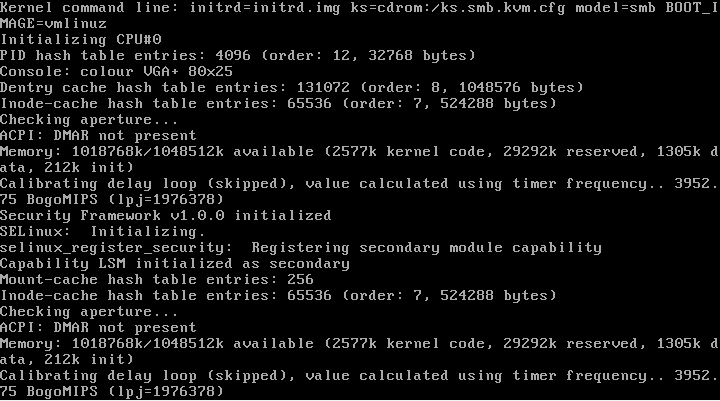 Kernel command line: initrd=initrd.img ks=cdrom:/ks.smb.kvm.cfg model=smb BOOT_I
MAGE=vmlinuz
Initializing CPU#0
PID hash table entries: 4096 (order: 12, 32768 bytes)
Console: colour VGA+ 80x25
Dentry cache hash table entries: 131072 (order: 8, 1048576 bytes)
Inode-cache hash table entries: 65536 (order: 7, 524288 bytes)
Checking aperture...
ACPI: DMAR not present
Memory: 1018768k/1048512k available (2577k kernel code, 29292k reserved, 1305k d
ata, 212k init)
Calibrating delay loop (skipped), value calculated using timer frequency.. 3952.
75 BogoMIPS (lpj=1976378)
Security Framework v1.0.0 initialized
SELinux:  Initializing.
selinux_register_security:  Registering secondary module capability
Capability LSM initialized as secondary
Mount-cache hash table entries: 256
Inode-cache hash table entries: 65536 (order: 7, 524288 bytes)
Checking aperture...
ACPI: DMAR not present
Memory: 1018768k/1048512k available (2577k kernel code, 29292k reserved, 1305k d
ata, 212k init)
Calibrating delay loop (skipped), value calculated using timer frequency.. 3952.
75 BogoMIPS (lpj=1976378)